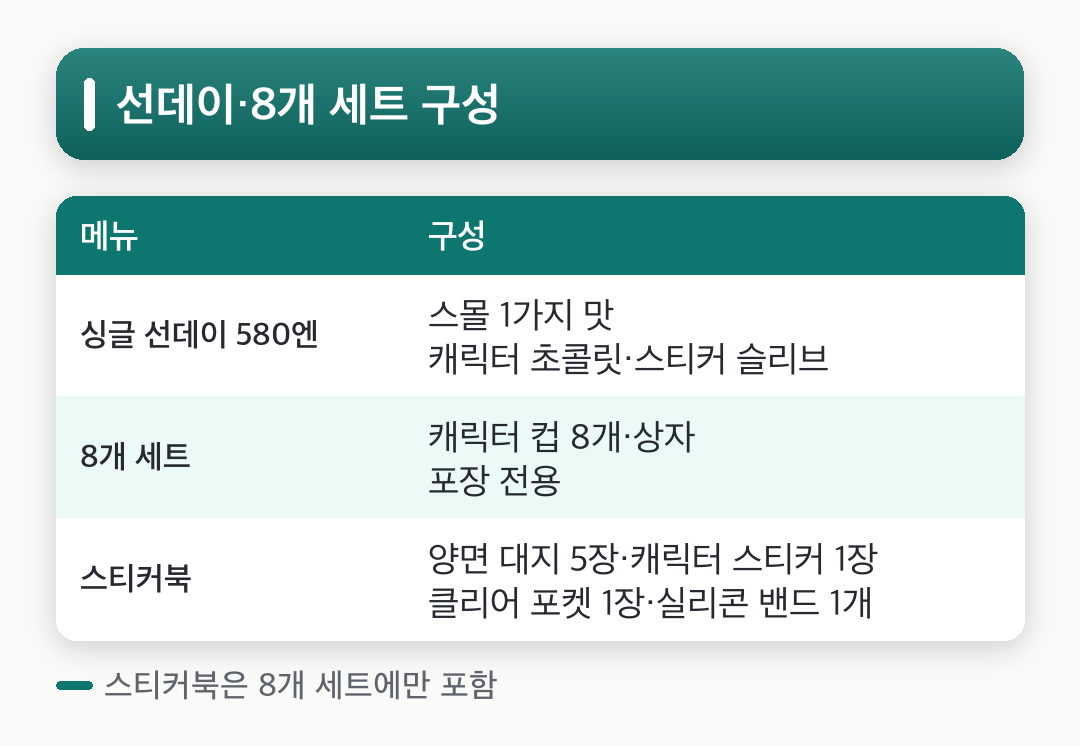 선데이·8개 세트 구성
메뉴
구성
싱글 선데이 580엔
스몰 1가지 맛
캐릭터 초콜릿·스티커 슬리브
8개 세트
캐릭터 컵 8개·상자
포장 전용
스티커북
양면 대지 5장·캐릭터 스티커 1장
클리어 포켓 1장·실리콘 밴드 1개
스티커북은 8개 세트에만 포함